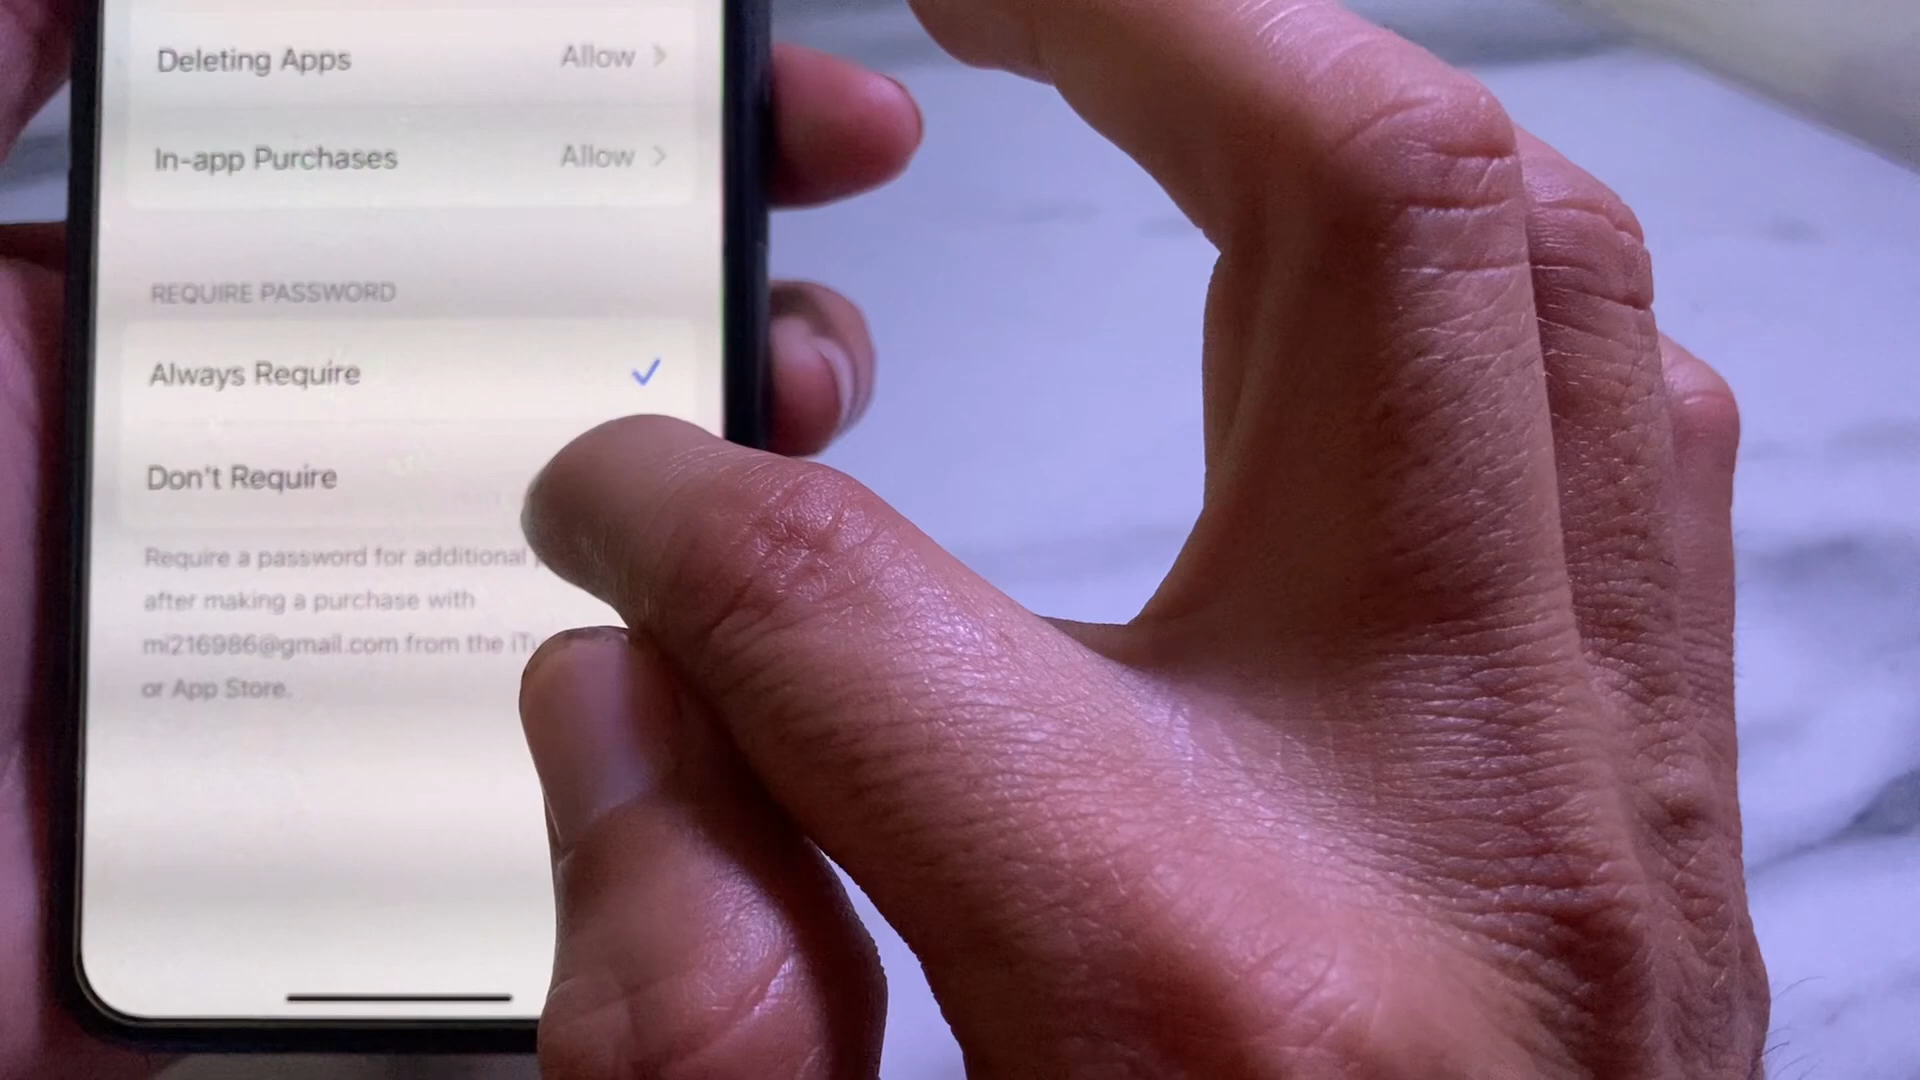 Deleting Apps Allow
In-app Purchases Allow
REQUIRE PASSWORD
Always Require
Don't Require
Require a password for additional
after making a purchase with
mi216986@gmail.com from the iTu
or App Store.